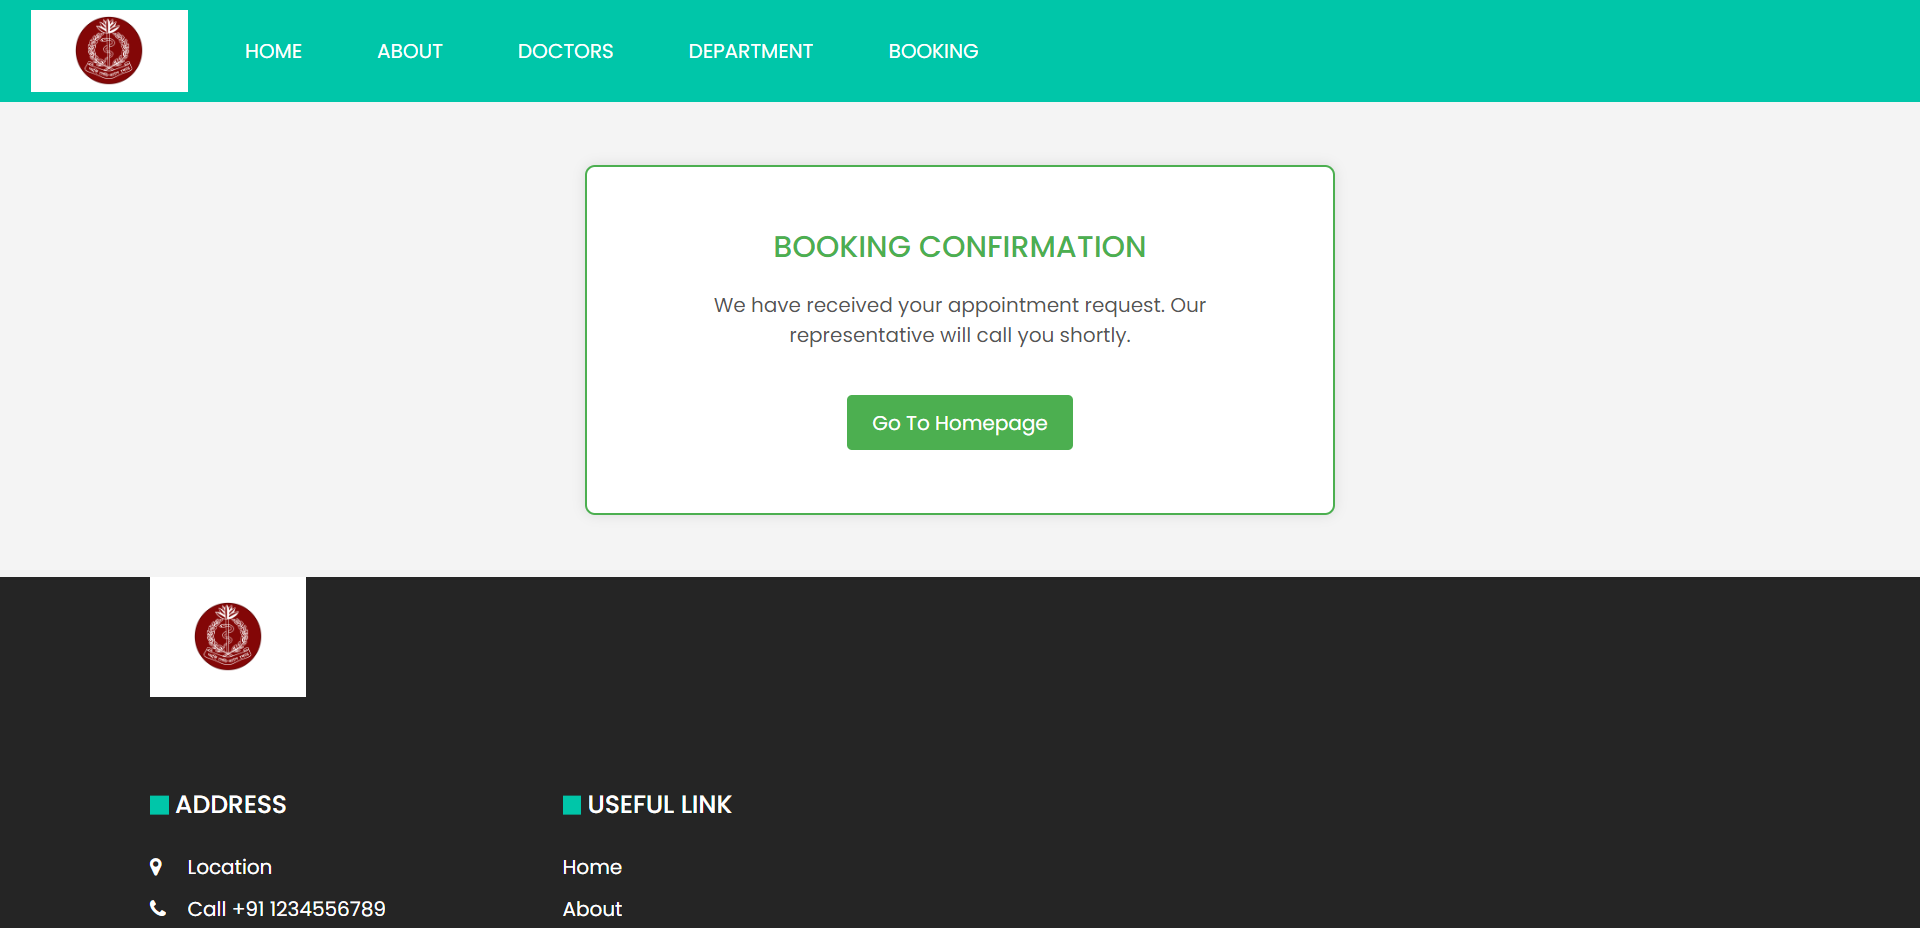 HOME ABOUT DOCTORS DEPARTMENT BOOKING
BOOKING CONFIRMATION
We have received your appointment request. Our
representative will call you shortly.
Go To Homepage
ADDRESS
Location
Call +91 1234556789
USEFUL LINK
Home
About